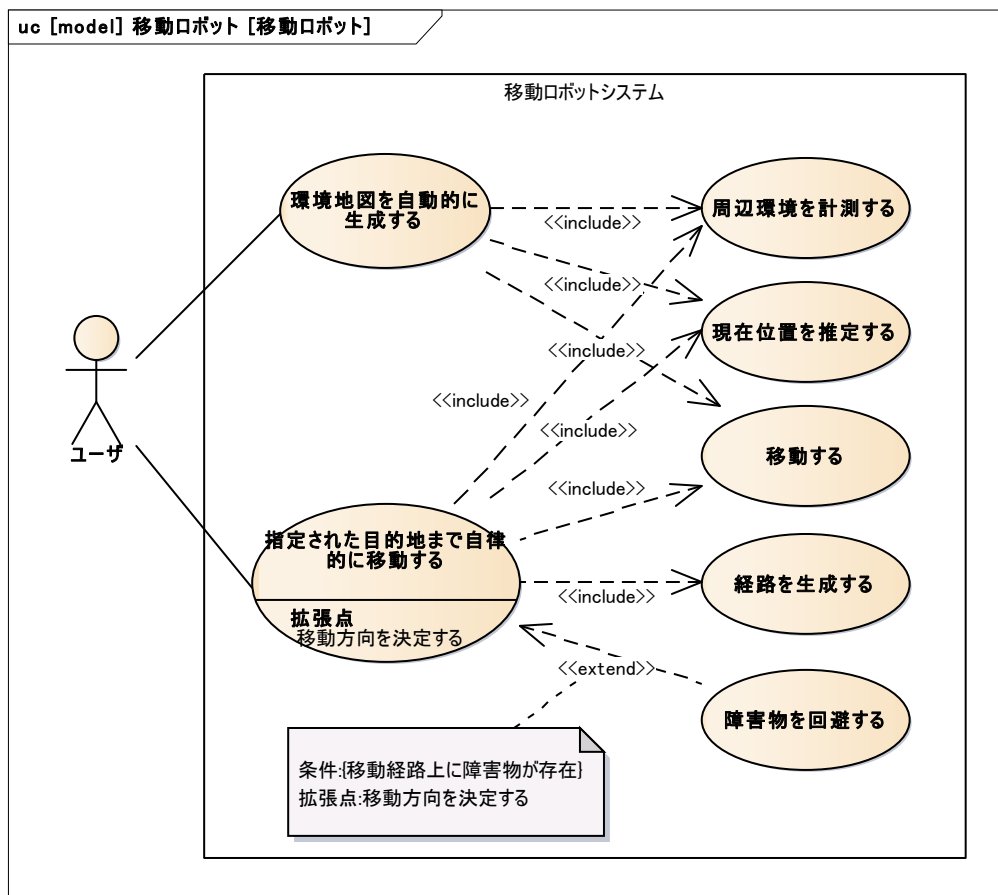 uc [model] 移動ロボット [移動ロボット]
移動ロボットシステム
環境地図を自動的に
生成する
周辺環境を計測する
<<include>>
<<include>>
現在位置を推定する
<<include>>
<<include>>
<<include>>
移動する
ユーザ
<<include>>
指定された目的地まで自律
的に移動する
経路を生成する
<<include>>
拡張点
移動方向を決定する
<<extend>>
障害物を回避する
条件:{移動経路上に障害物が存在}
拡張点:移動方向を決定する